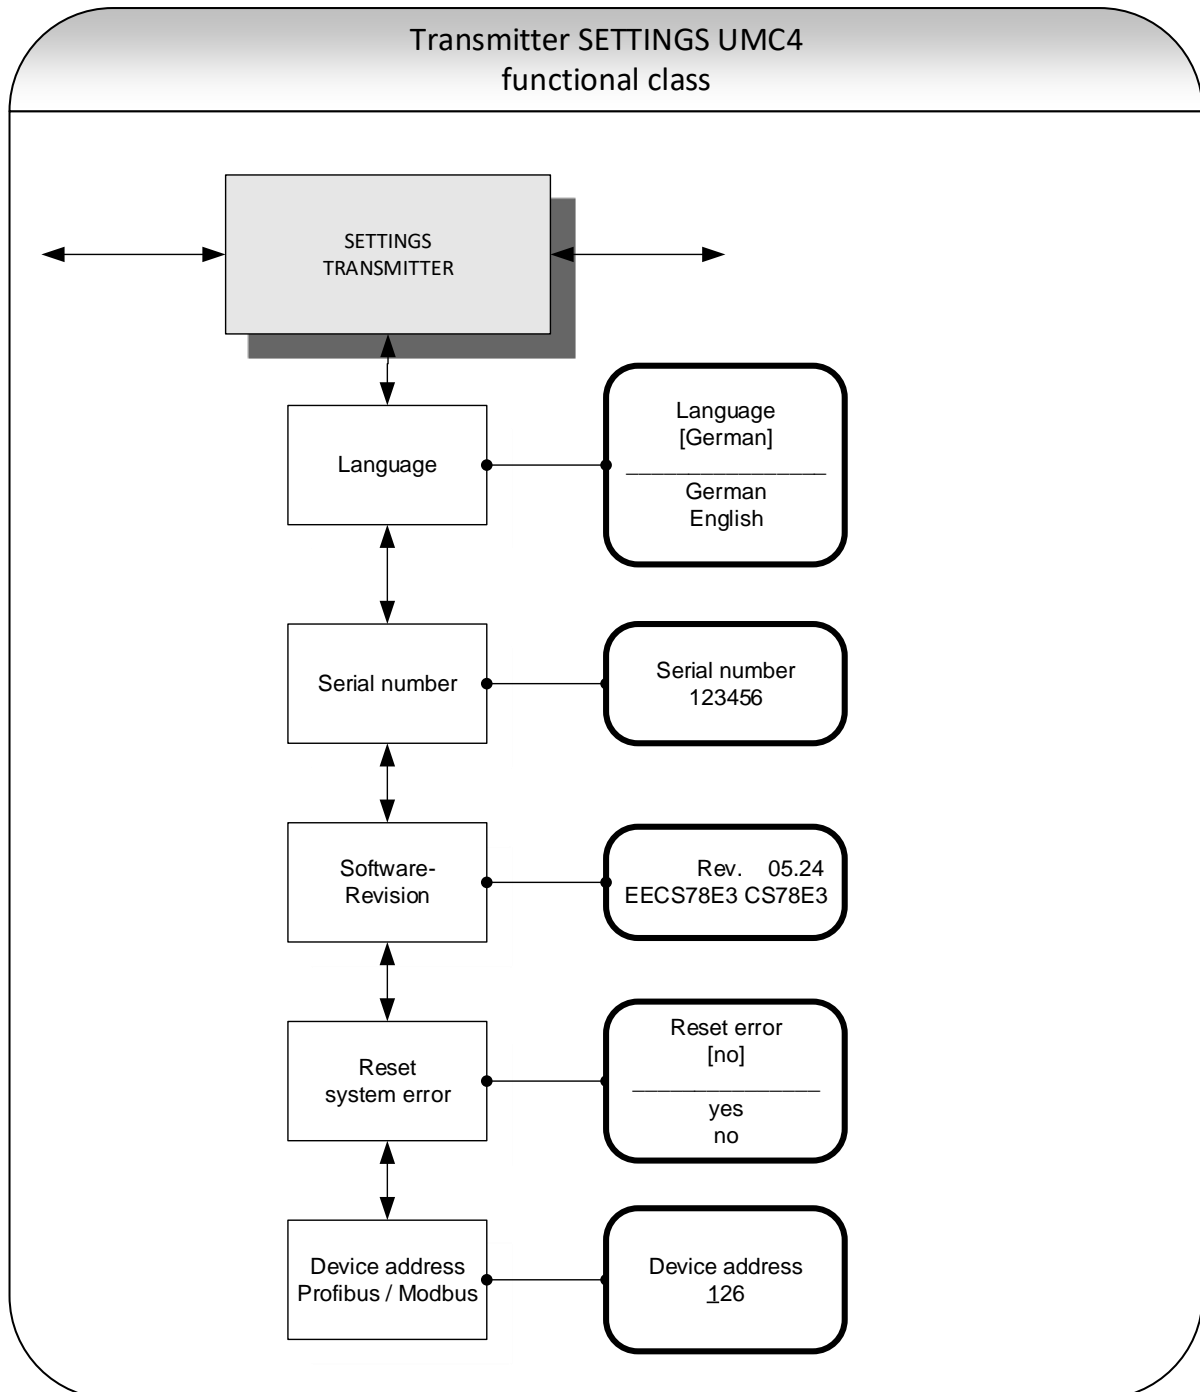 Transmitter SETTINGS UMC4
functional class
SETTINGS
TRANSMITTER
Language
Language
[German]
German
English
Serial number
Serial number
123456
Software-
Revision
Rev. 05.24
EECS78E3 CS78E3
Reset
system error
Reset error
[no]
yes
no
Device address
Profibus / Modbus
Device address
126